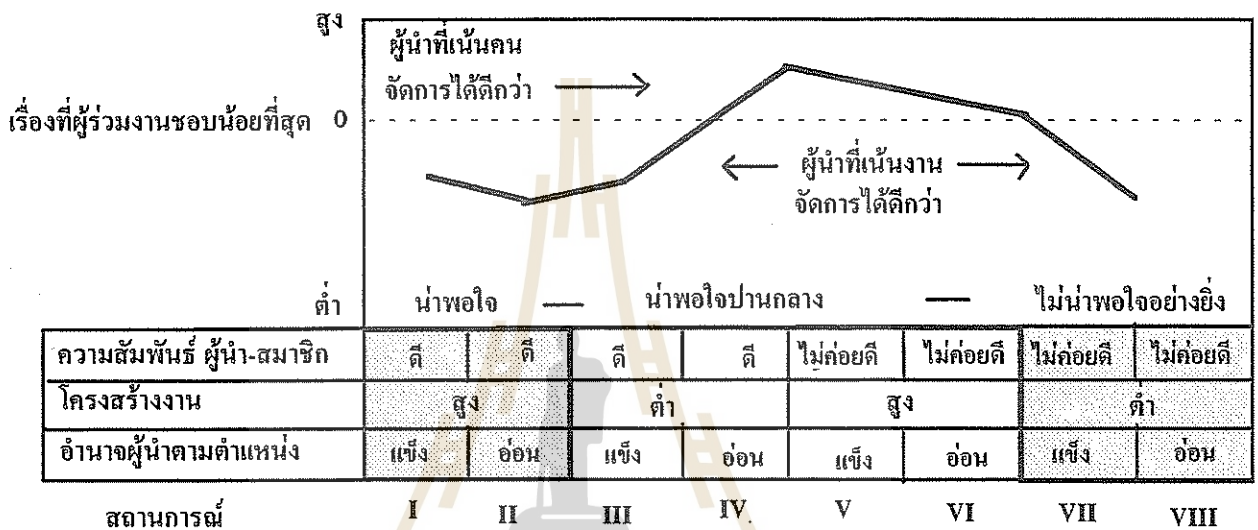 สูง
ผู้นำที่เน้นคน
จัดการได้ดีกว่า
เรื่องที่ผู้ร่วมงานชอบน้อยที่สุด 0
ผู้นำที่เน้นงาน
จัดการได้ดีกว่า
ต่ำ น่าพอใจ — น่าพอใจปานกลาง — ไม่น่าพอใจอย่างยิ่ง
ความสัมพันธ์ ผู้นำ-สมาชิก ดี ดี ดี ดี ไม่ค่อยดี ไม่ค่อยดี ไม่ค่อยดี ไม่ค่อยดี
โครงสร้างงาน สูง ต่ำ สูง ต่ำ
อำนาจผู้นำตามตำแหน่ง แข็ง อ่อน แข็ง อ่อน แข็ง อ่อน แข็ง อ่อน
สถานการณ์ I II III IV. V VI VII VIII